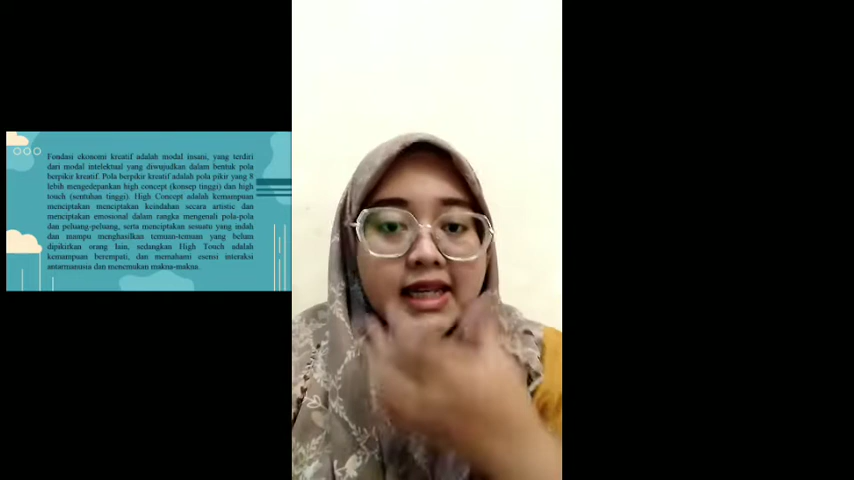 Fondasi ekonomi kreatif adalah modal insani, yang terdiri
dari modal intelektual yang diwujudkan dalam bentuk pola
berpikir kreatif. Pola berpikir kreatif adalah pola pikir yang 8
lebih mengedepankan high concept (konsep tinggi) dan high
touch (sentuhan tinggi). High Concept adalah kemampuan
menciptakan menciptakan keindahan secara artistic dan
menciptakan emosional dalam rangka mengenali pola-pola
dan peluang-peluang, serta menciptakan sesuatu yang indah
dan mampu menghasilkan temuan-temuan yang belum
dipikirkan orang lain, sedangkan High Touch adalah
kemampuan berempati, dan memahami esensi interaksi
antarmanusia dan menemukan makna-makna.